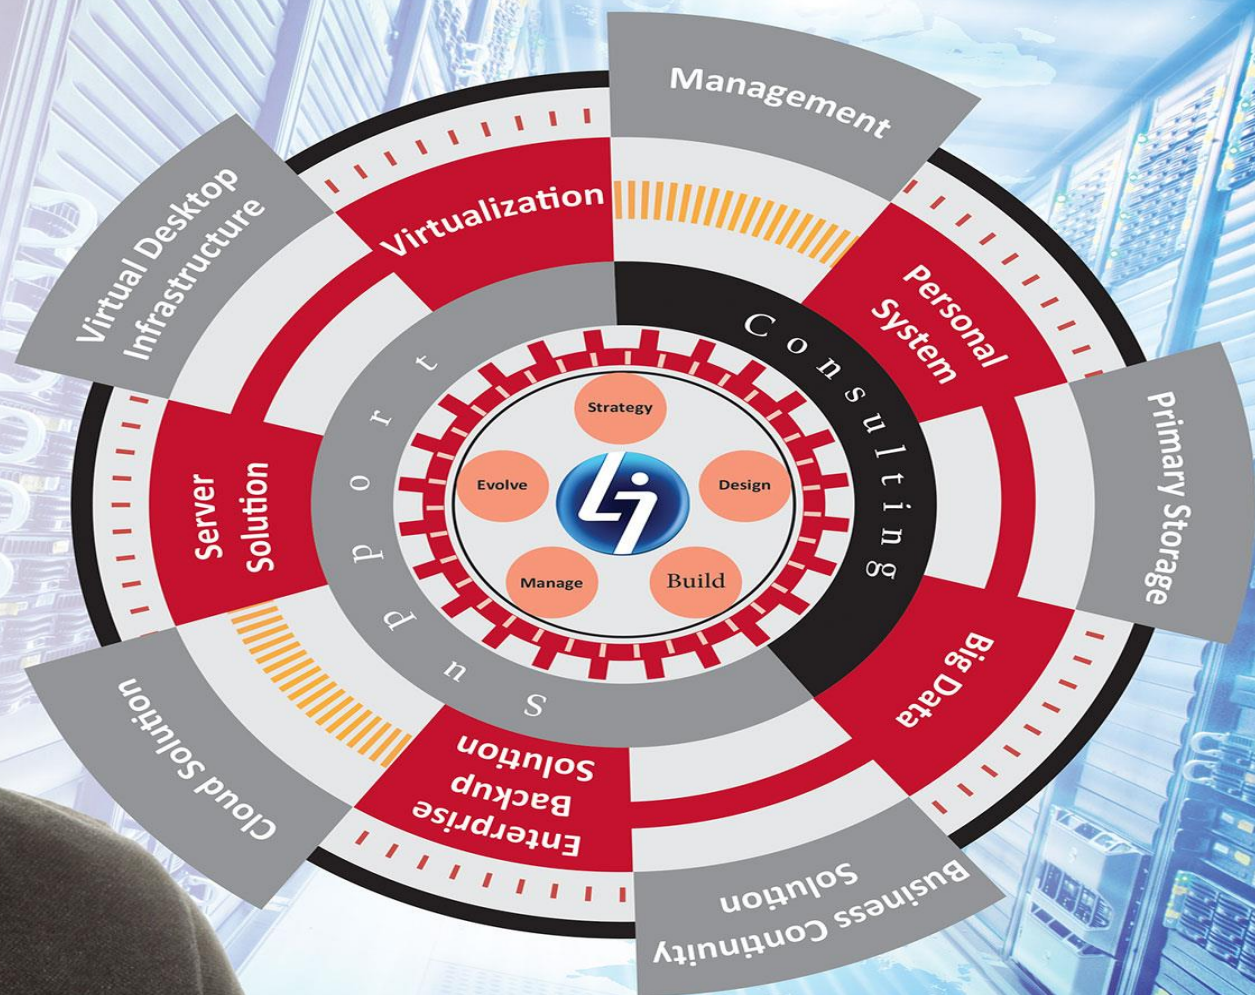 Management
Virtualization
Personal
System
Virtual Desktop
Infrastructure
Primary Storage
Consulting
Support
Strategy
Evolve
Design
Manage
Build
Li
Server
Solution
Big Data
Cloud Solution
Enterprise
Backup
Solution
Business Continuity
Solution